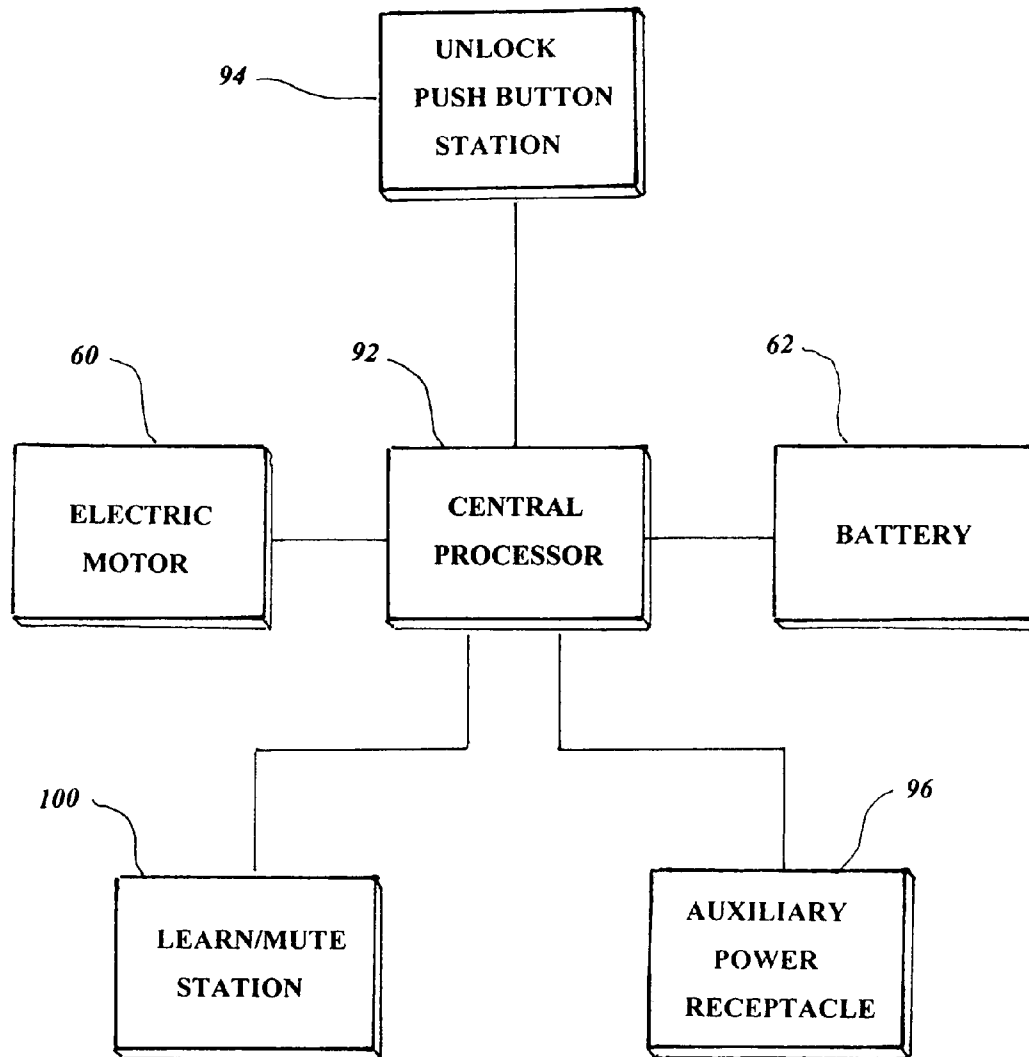 94
UNLOCK
PUSH BUTTON
STATION
60
92
62
ELECTRIC
MOTOR
CENTRAL
PROCESSOR
BATTERY
100
96
LEARN/MUTE
STATION
AUXILIARY
POWER
RECEPTACLE